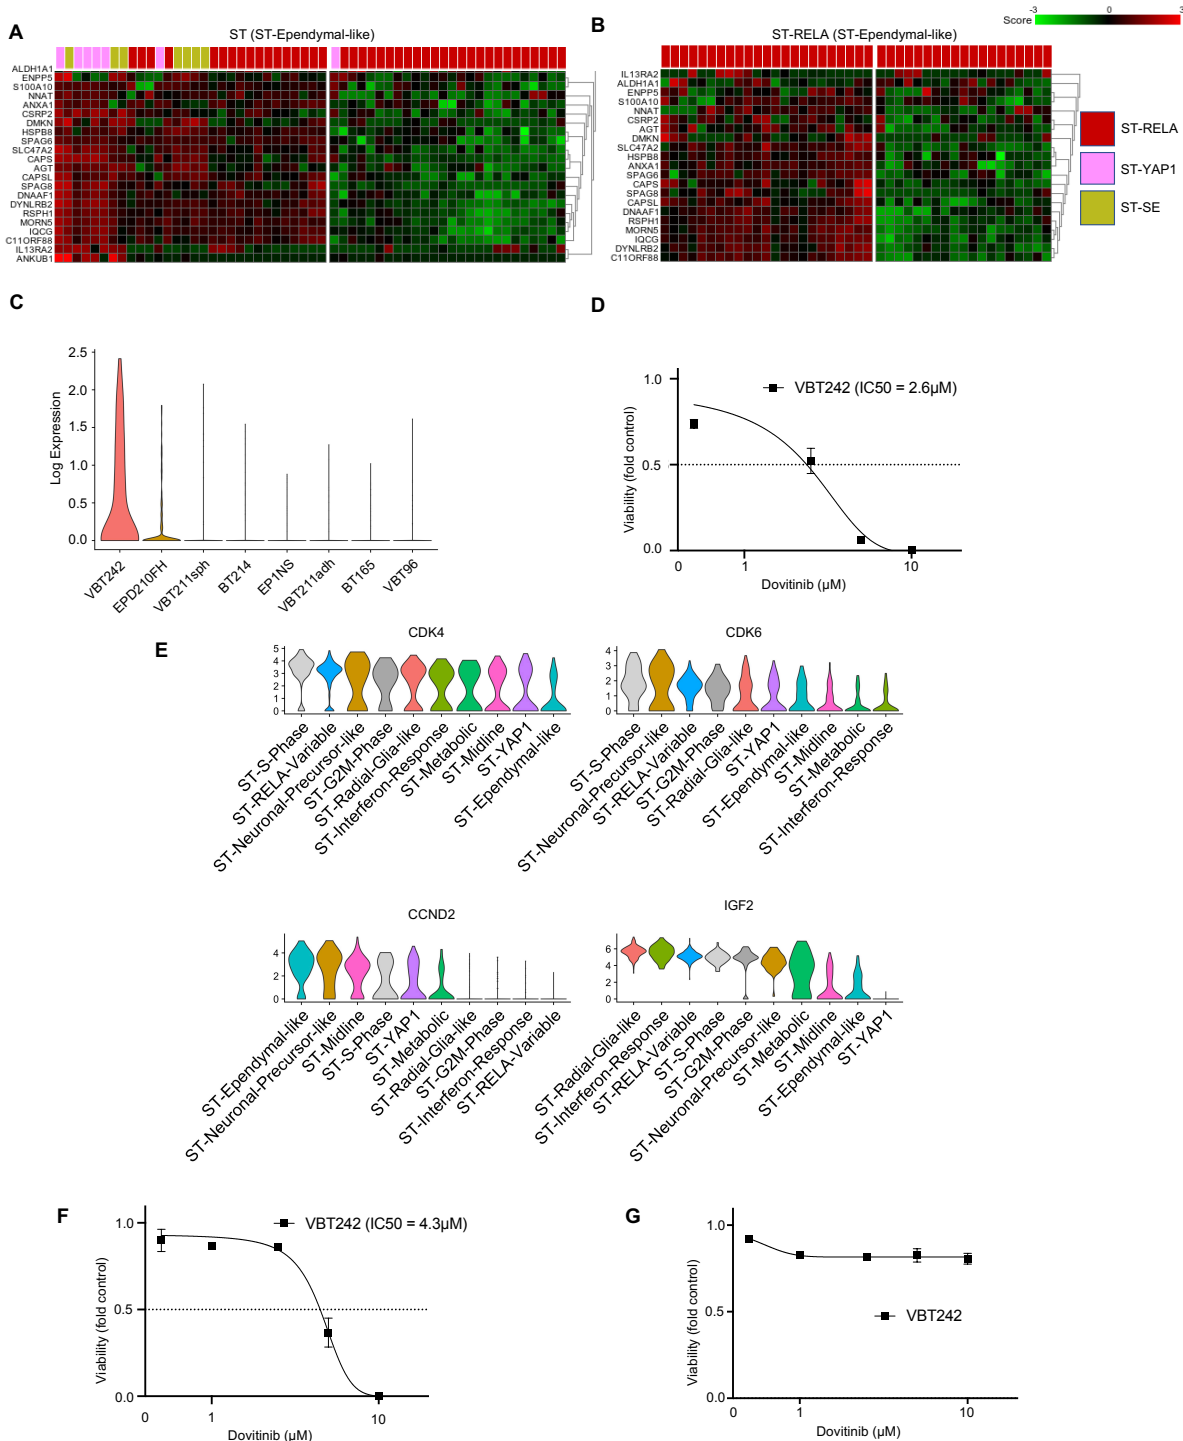 -3
0
3
Score
A
ST (ST-Ependymal-like)
ALDH1A1
ENPP5
S100A10
NNAT
ANXA1
CSRP2
DMKN
HSPB8
SPAG6
SLC47A2
CAPS
AGT
CAPSL
SPAG8
DNAAF1
DYNLRB2
RSPH1
MORN5
IQCG
C11ORF88
IL13RA2
ANKUB1
B
ST-RELA (ST-Ependymal-like)
IL13RA2
ALDH1A1
ENPP5
S100A10
NNAT
CSRP2
AGT
DMKN
SLC47A2
HSPB8
ANXA1
SPAG6
CAPS
SPAG8
CAPSL
DNAAF1
RSPH1
MORN5
IQCG
DYNLRB2
C11ORF88
ST-RELA
ST-YAP1
ST-SE
C
Log Expression
2.5
2.0
1.5
1.0
0.5
0.0
VBT242
EPD210FH
VBT211sph
BT214
EP1NS
VBT211adh
BT165
VBT96
D
VBT242 (IC50 = 2.6µM)
Viability (fold control)
1.0
0.5
0.0
0
1
10
Dovitinib (µM)
E
CDK4
5
4
3
2
1
0
ST-S-Phase
ST-RELA-Variable
ST-Neuronal-Precursor-like
ST-G2M-Phase
ST-Radial-Glia-like
ST-Interferon-Response
ST-Metabolic
ST-Midline
ST-YAP1
ST-Ependymal-like
CDK6
4
3
2
1
0
ST-S-Phase
ST-Neuronal-Precursor-like
ST-RELA-Variable
ST-G2M-Phase
ST-Radial-Glia-like
ST-YAP1
ST-Ependymal-like
ST-Midline
ST-Metabolic
ST-Interferon-Response
CCND2
4
2
0
ST-Ependymal-like
ST-Neuronal-Precursor-like
ST-Midline
ST-S-Phase
ST-YAP1
ST-Metabolic
ST-Radial-Glia-like
ST-G2M-Phase
ST-Interferon-Response
ST-RELA-Variable
IGF2
6
4
2
0
ST-Radial-Glia-like
ST-Interferon-Response
ST-RELA-Variable
ST-S-Phase
ST-G2M-Phase
ST-Neuronal-Precursor-like
ST-Metabolic
ST-Midline
ST-Ependymal-like
ST-YAP1
F
VBT242 (IC50 = 4.3µM)
Viability (fold control)
1.0
0.5
0.0
0
1
10
Dovitinib (µM)
G
VBT242
Viability (fold control)
1.0
0.5
0.0
0
1
10
Dovitinib (µM)